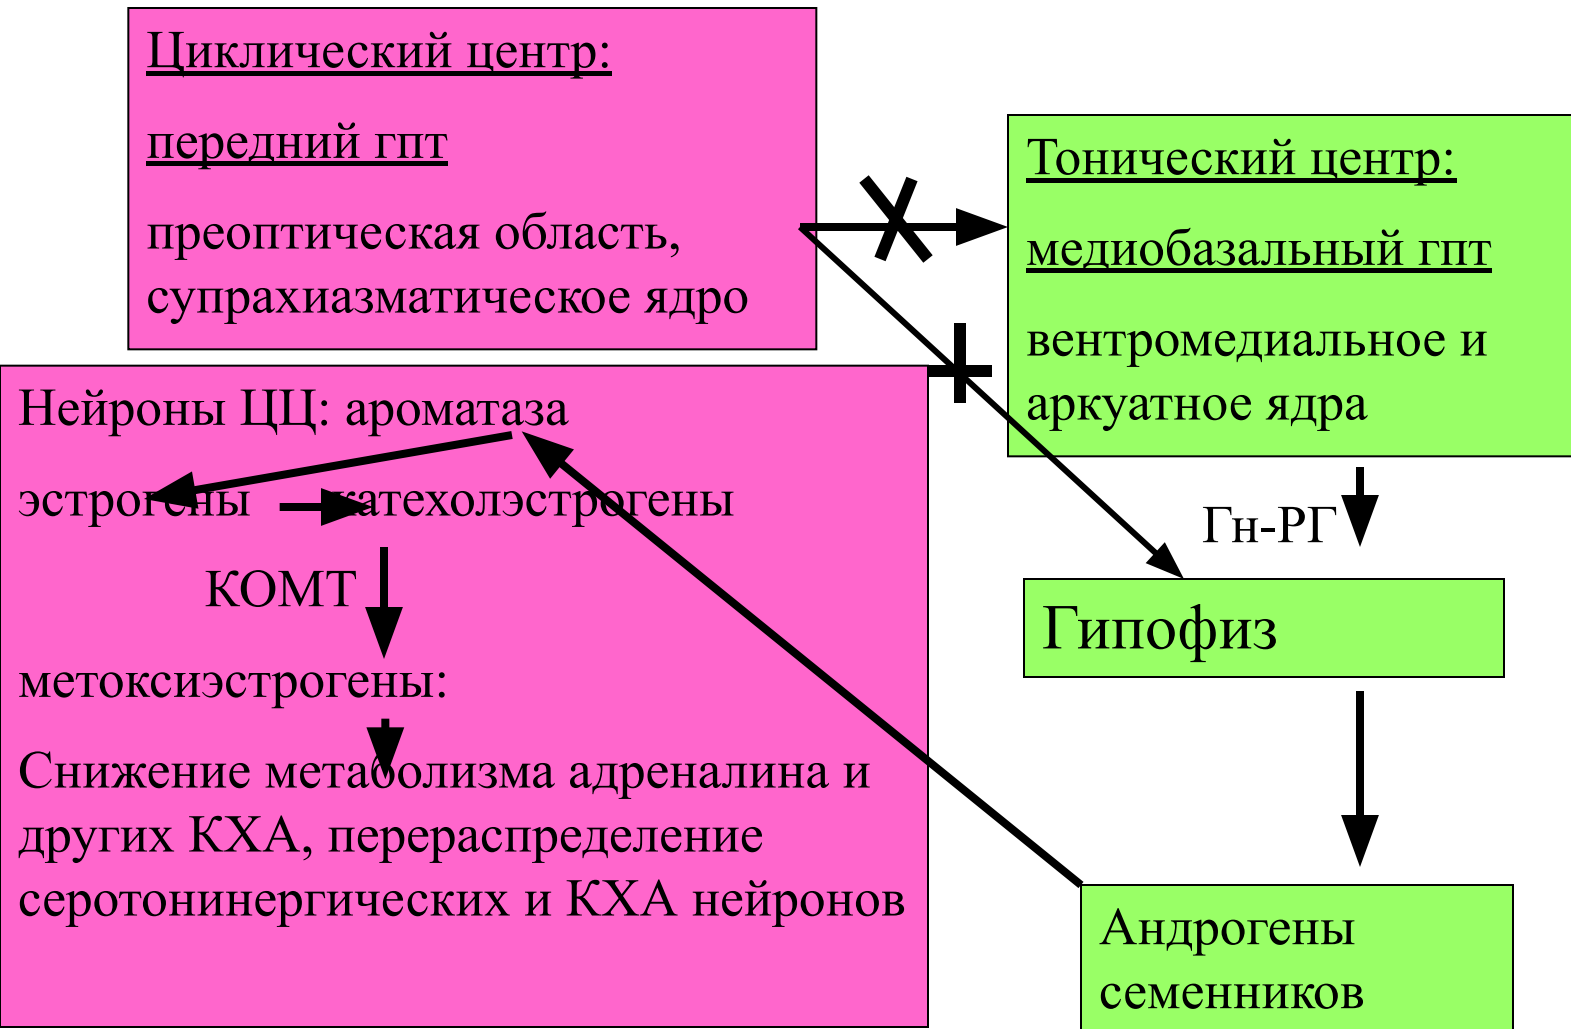 Циклический центр:
передний гпт
преоптическая область,
супрахиазматическое ядро
Тонический центр:
медиобазальный гпт
вентромедиальное и
аркуатное ядра
Нейроны ЦЦ: ароматаза
эстрогены катехолэстрогены
КОМТ
метоксиэстрогены:
Снижение метаболизма адреналина и
других КХА, перераспределение
серотонинергических и КХА нейронов
Гн-РГ
Гипофиз
Андрогены
семенников